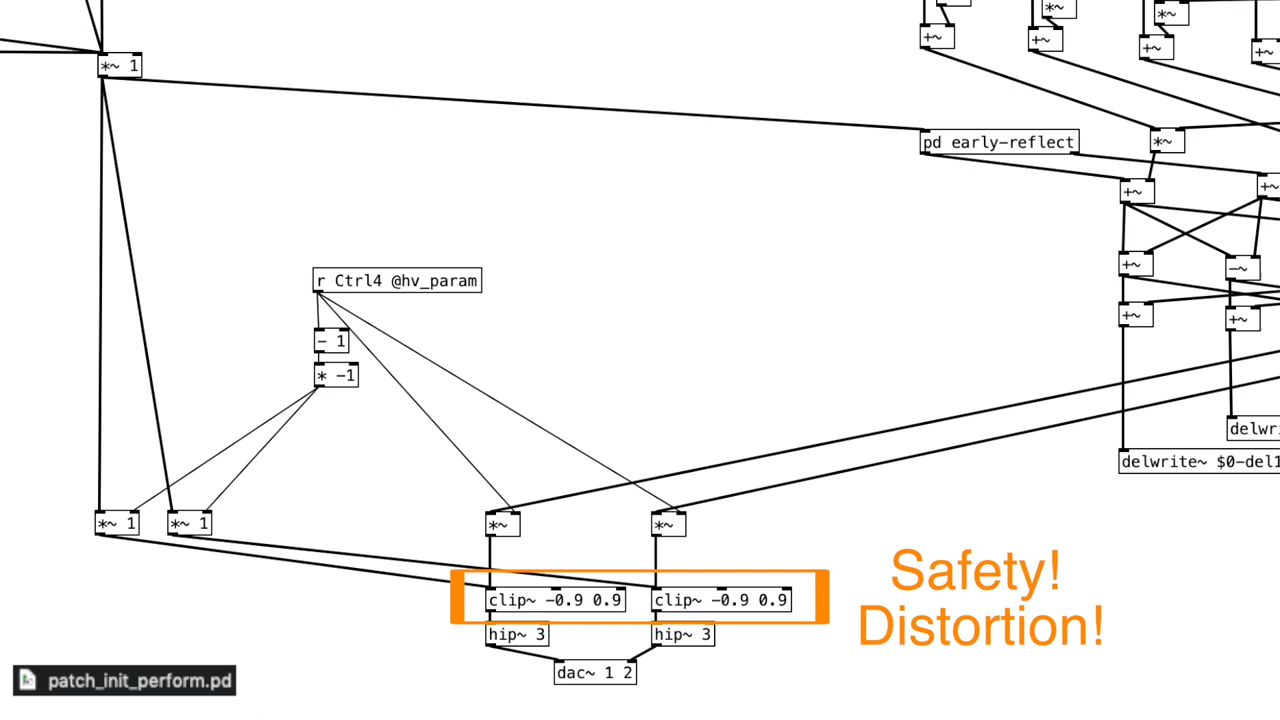 *~
*~
+~
+~
+~
+~
*~ 1
pd early-reflect
*~
+~
+~
+~
-~
r Ctrl4 @hv_param
+~
+~
- 1
* -1
delwri
delwrite~ $0-del1
*~ 1
*~ 1
*~
*~
Safety!
Distortion!
clip~ -0.9 0.9
clip~ -0.9 0.9
hip~ 3
hip~ 3
dac~ 1 2
patch_init_perform.pd